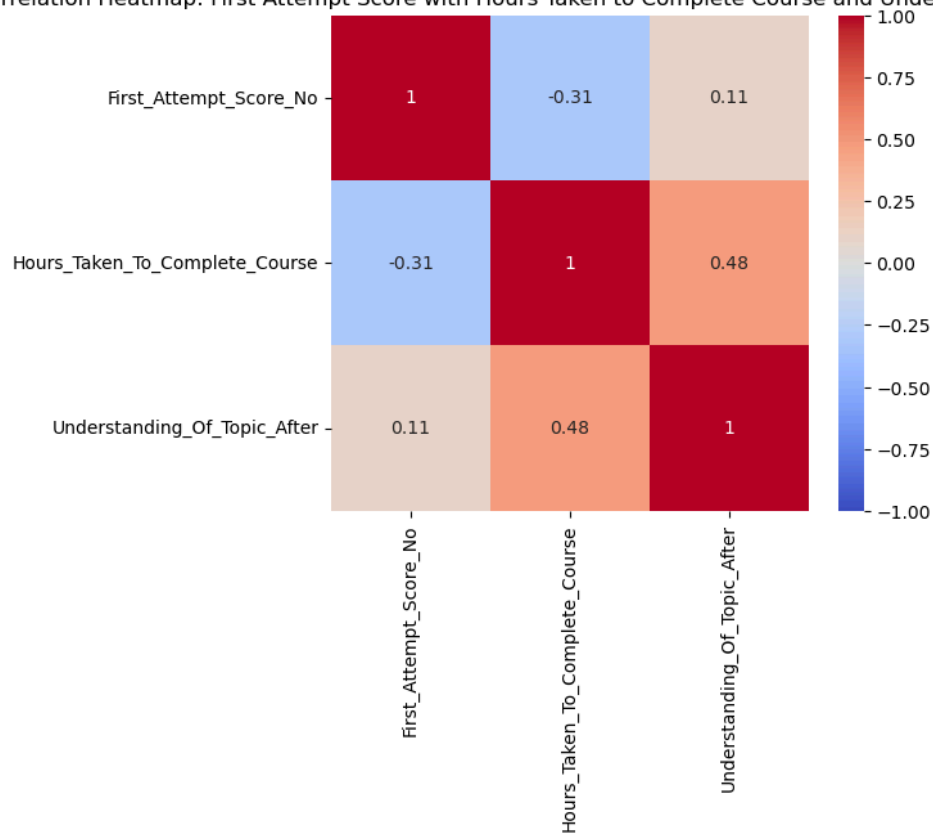 rrelation Heatmap: First Attempt Score with Hours Taken to Complete Course and Unde
1.00
First_Attempt_Score_No 1 -0.31 0.11
0.75
0.50
Hours_Taken_To_Complete_Course -0.31 1 0.48
0.25
0.00
−0.25
Understanding_Of_Topic_After 0.11 0.48 1
−0.50
−0.75
−1.00
First_Attempt_Score_No
Hours_Taken_To_Complete_Course
Understanding_Of_Topic_After